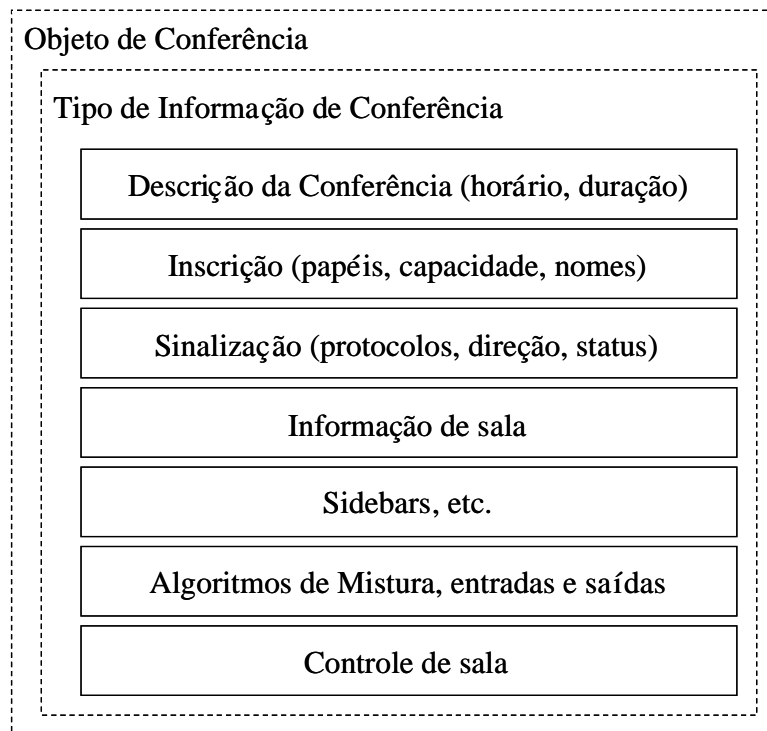 Objeto de Conferência
Tipo de Informação de Conferência
Descrição da Conferência (horário, duração)
Inscrição (papéis, capacidade, nomes)
Sinalização (protocolos, direção, status)
Informação de sala
Sidebars, etc.
Algoritmos de Mistura, entradas e saídas
Controle de sala